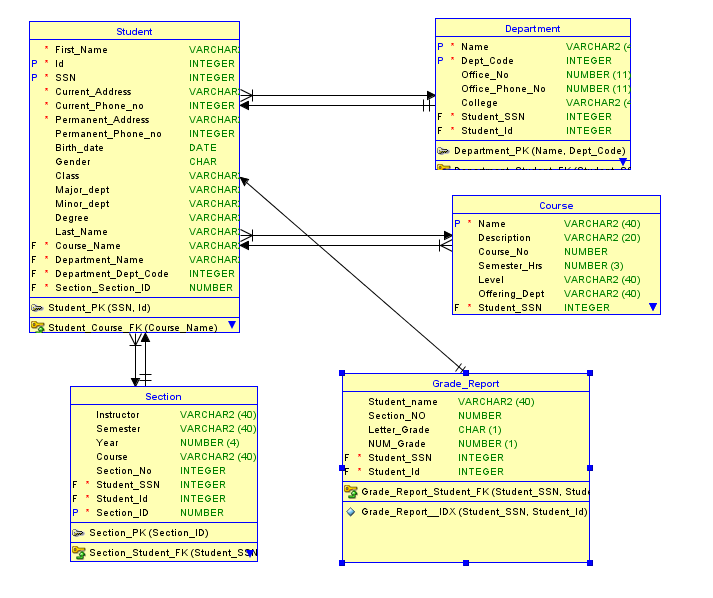 Student
* First_Name VARCHAR2
P * Id INTEGER
P * SSN INTEGER
* Current_Address VARCHAR2
* Current_Phone_no INTEGER
* Permanent_Address VARCHAR2
Permanent_Phone_no INTEGER
Birth_date DATE
Gender CHAR
Class VARCHAR2
Major_dept VARCHAR2
Minor_dept VARCHAR2
Degree VARCHAR2
Last_Name VARCHAR2
F * Course_Name VARCHAR2
F * Department_Name VARCHAR2
F * Department_Dept_Code INTEGER
F * Section_Section_ID NUMBER
Student_PK (SSN, Id)
Student_Course_FK (Course_Name)
Department
P * Name VARCHAR2 (4
P * Dept_Code INTEGER
Office_No NUMBER (11)
Office_Phone_No NUMBER (11)
College VARCHAR2 (4
F * Student_SSN INTEGER
F * Student_Id INTEGER
Department_PK (Name, Dept_Code)
Department_Student_FK (Student_SS
Course
P * Name VARCHAR2 (40)
Description VARCHAR2 (20)
Course_No NUMBER
Semester_Hrs NUMBER (3)
Level VARCHAR2 (40)
Offering_Dept VARCHAR2 (40)
F * Student_SSN INTEGER
Section
Instructor VARCHAR2 (40)
Semester VARCHAR2 (40)
Year NUMBER (4)
Course VARCHAR2 (40)
Section_No INTEGER
F * Student_SSN INTEGER
F * Student_Id INTEGER
P * Section_ID NUMBER
Section_PK (Section_ID)
Section_Student_FK (Student_SSN
Grade_Report
Student_name VARCHAR2 (40)
Section_NO NUMBER
Letter_Grade CHAR (1)
NUM_Grade NUMBER (1)
F * Student_SSN INTEGER
F * Student_Id INTEGER
Grade_Report_Student_FK (Student_SSN, Stude
Grade_Report__IDX (Student_SSN, Student_Id)